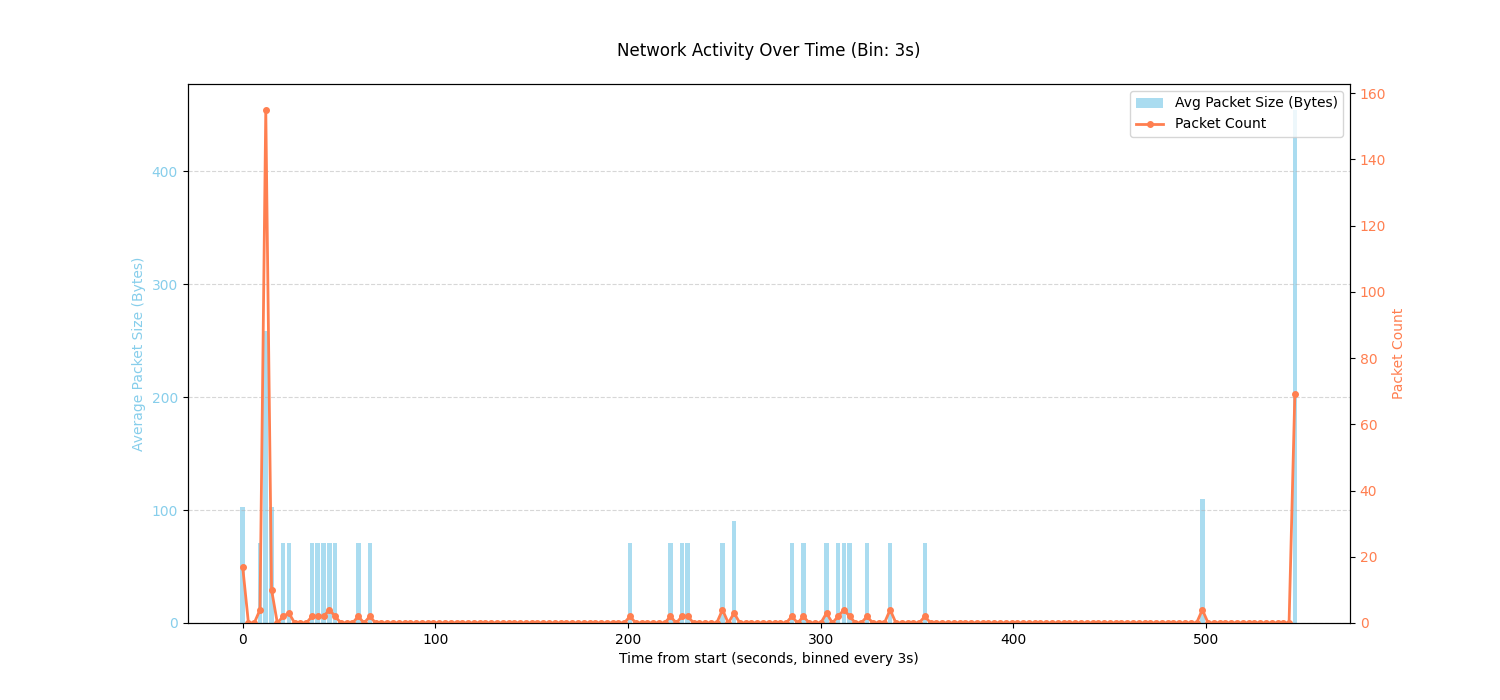 Network Activity Over Time (Bin: 3s)
Avg Packet Size (Bytes)
Packet Count
400
300
200
100
0
Average Packet Size (Bytes)
160
140
120
100
80
60
40
20
0
Packet Count
0 100 200 300 400 500
Time from start (seconds, binned every 3s)